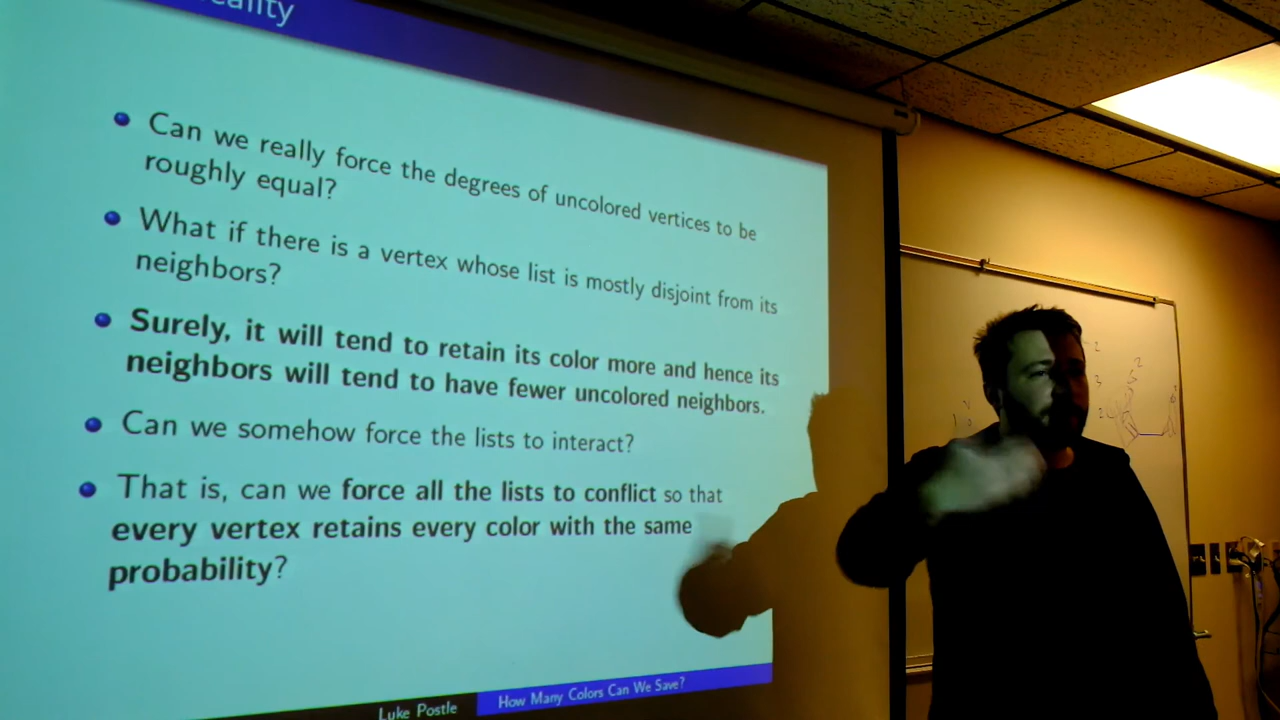 Can we really force the degrees of uncolored vertices to be
roughly equal?
What if there is a vertex whose list is mostly disjoint from its
neighbors?
Surely, it will tend to retain its color more and hence its
neighbors will tend to have fewer uncolored neighbors.
Can we somehow force the lists to interact?
That is, can we force all the lists to conflict so that
every vertex retains every color with the same
probability?
Luke Postle
How Many Colors Can We Save?
2
2
3